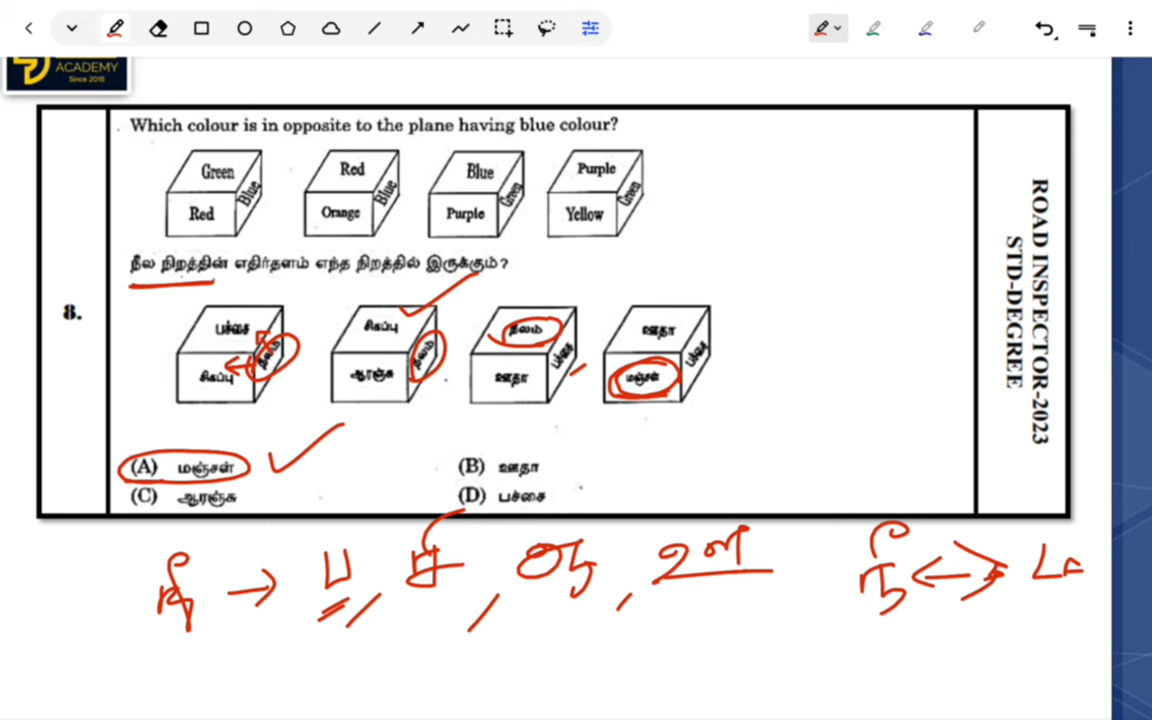 ACADEMY
Since 2015
Which colour is in opposite to the plane having blue colour?
Green Red Blue Purple
Blue Blue Green Green
Red Orange Purple Yellow
நீல நிறத்தின் எதிர்தளம் எந்த நிறத்தில் இருக்கும்?
8.
பச்சை சிகப்பு நீலம் ஊதா
நீலம் நீலம் பச்சை பச்சை
சிகப்பு ஆரஞ்சு ஊதா மஞ்சள்
(A) மஞ்சள் (B) ஊதா
(C) ஆரஞ்சு (D) பச்சை
ROAD INSPECTOR-2023
STD-DEGREE